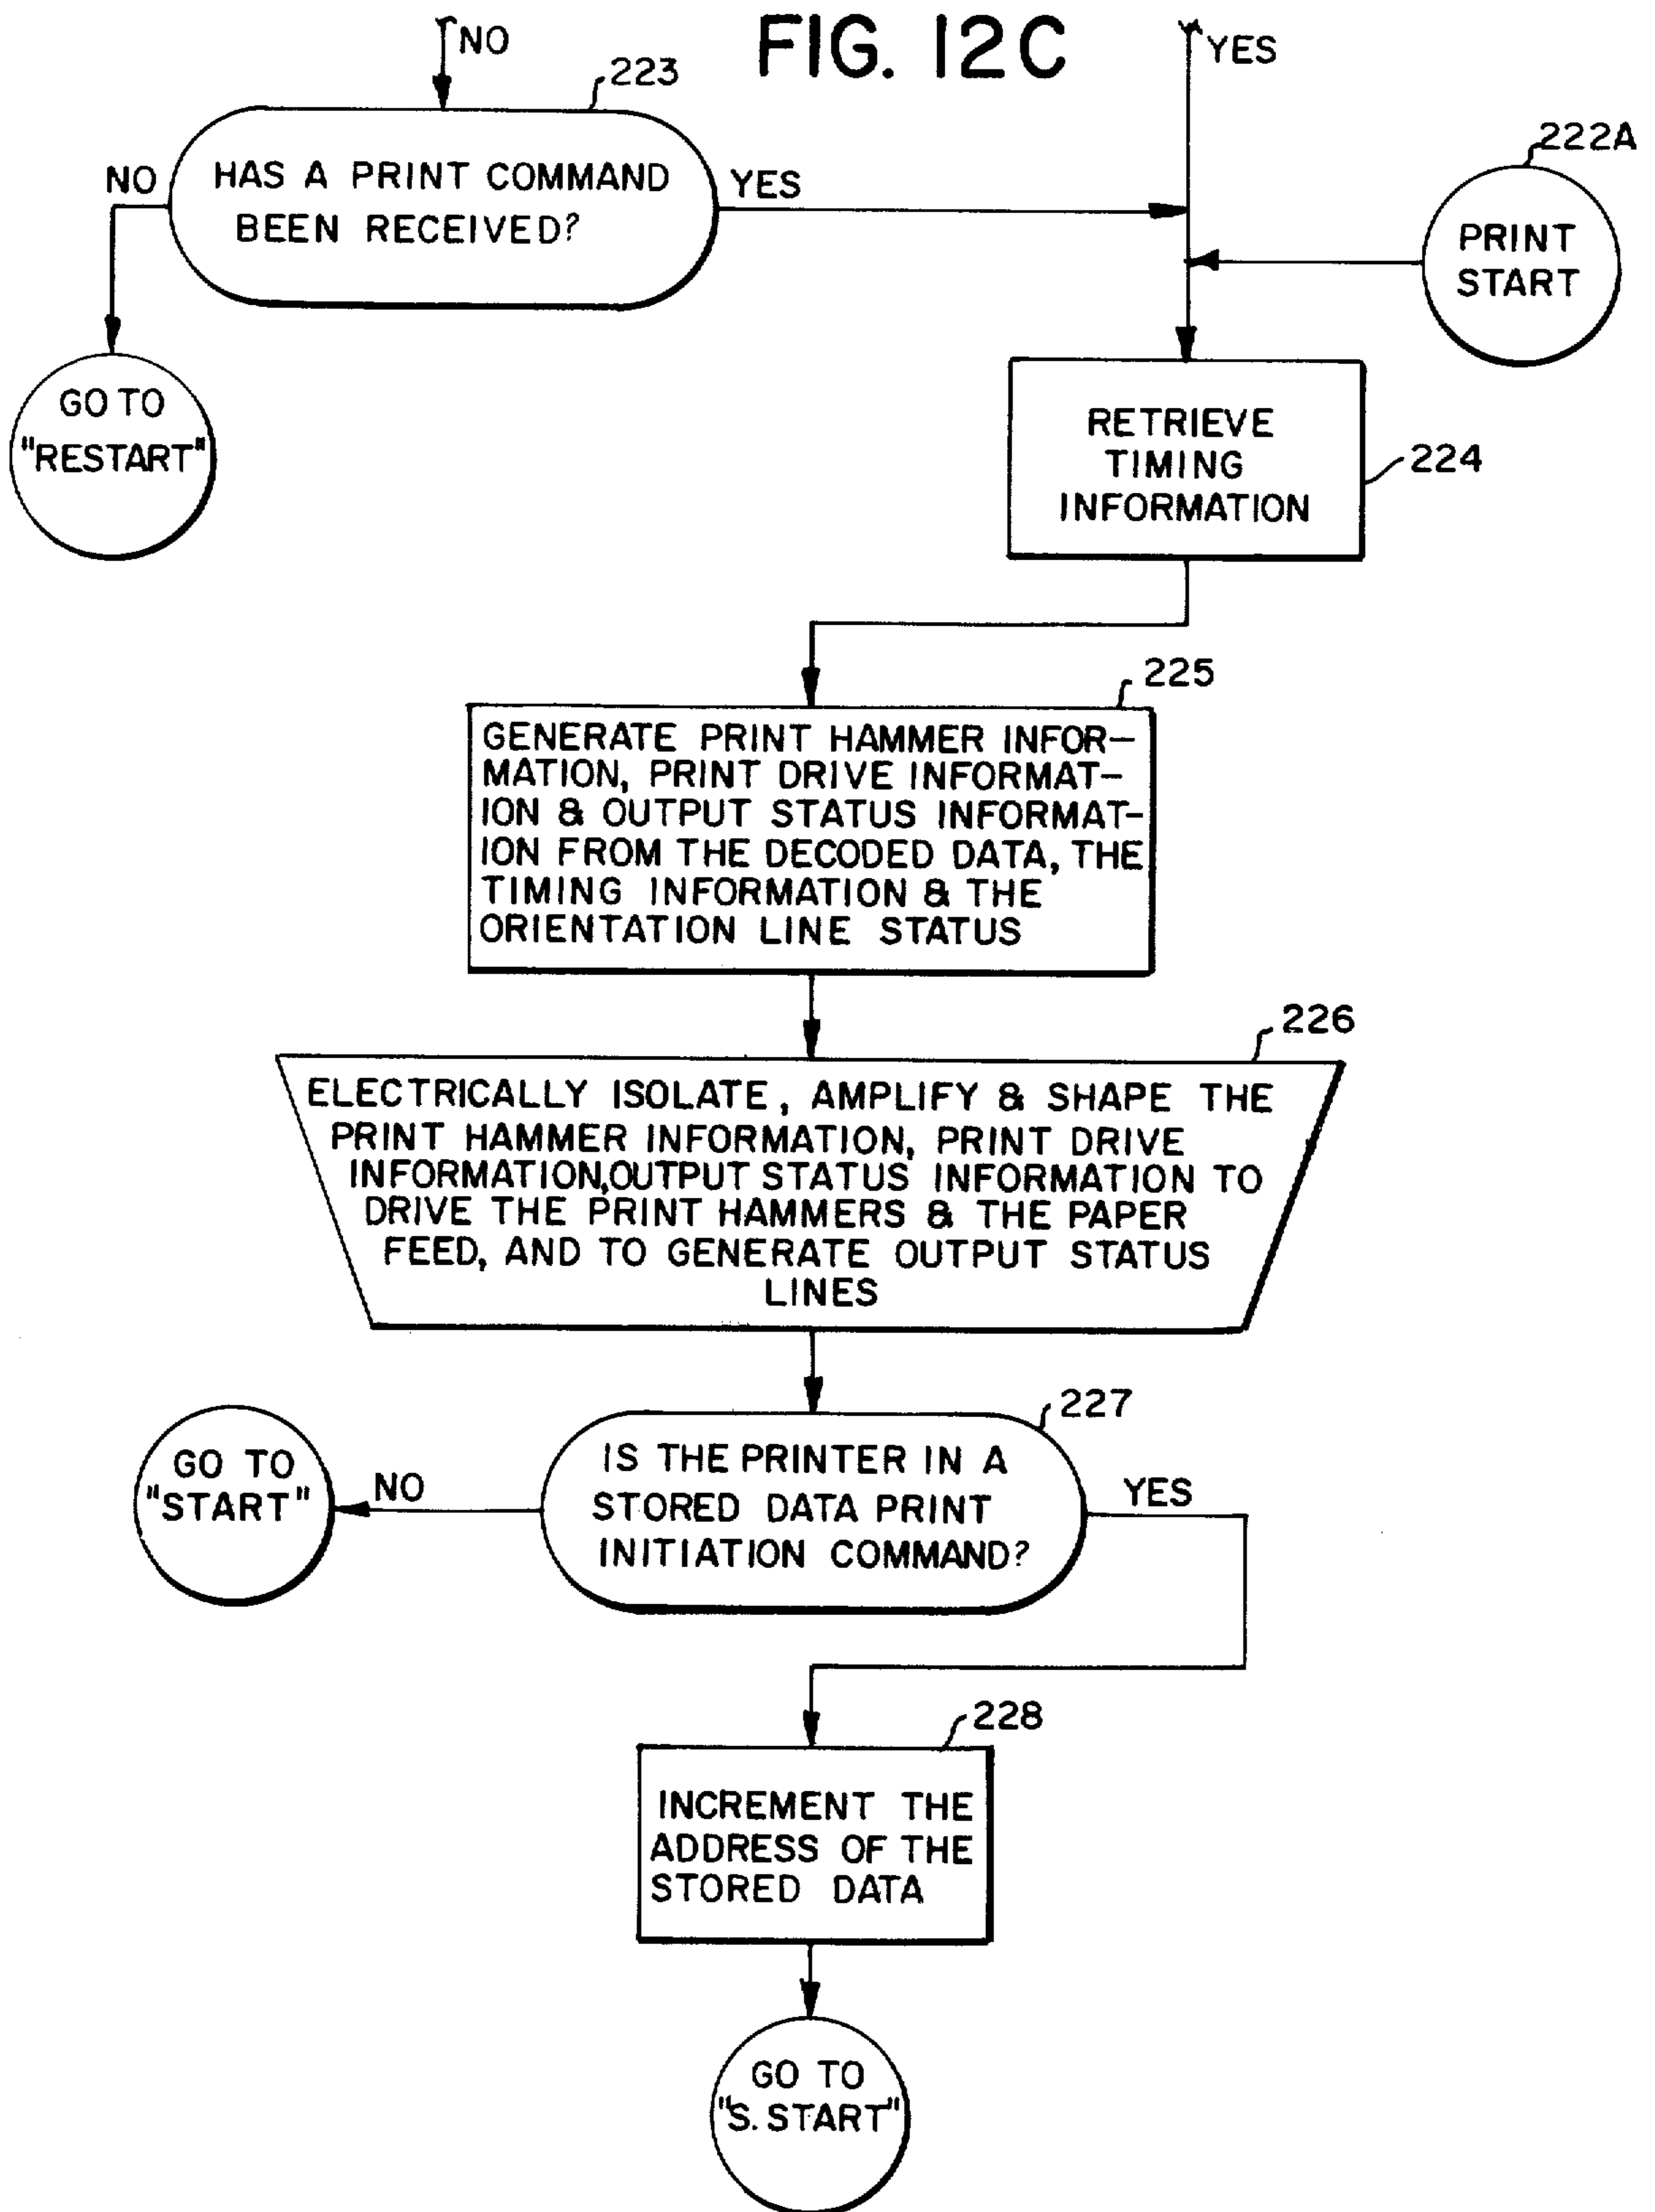 FIG. 12C
NO
YES
223
222A
NO
HAS A PRINT COMMAND
BEEN RECEIVED?
YES
PRINT
START
GO TO
"RESTART"
RETRIEVE
TIMING
INFORMATION
224
225
GENERATE PRINT HAMMER INFOR-
MATION, PRINT DRIVE INFORMAT-
ION & OUTPUT STATUS INFORMAT-
ION FROM THE DECODED DATA, THE
TIMING INFORMATION & THE
ORIENTATION LINE STATUS
226
ELECTRICALLY ISOLATE, AMPLIFY & SHAPE THE
PRINT HAMMER INFORMATION, PRINT DRIVE
INFORMATION,OUTPUT STATUS INFORMATION TO
DRIVE THE PRINT HAMMERS & THE PAPER
FEED, AND TO GENERATE OUTPUT STATUS
LINES
227
GO TO
"START"
NO
IS THE PRINTER IN A
STORED DATA PRINT
INITIATION COMMAND?
YES
228
INCREMENT THE
ADDRESS OF THE
STORED DATA
GO TO
"S. START"